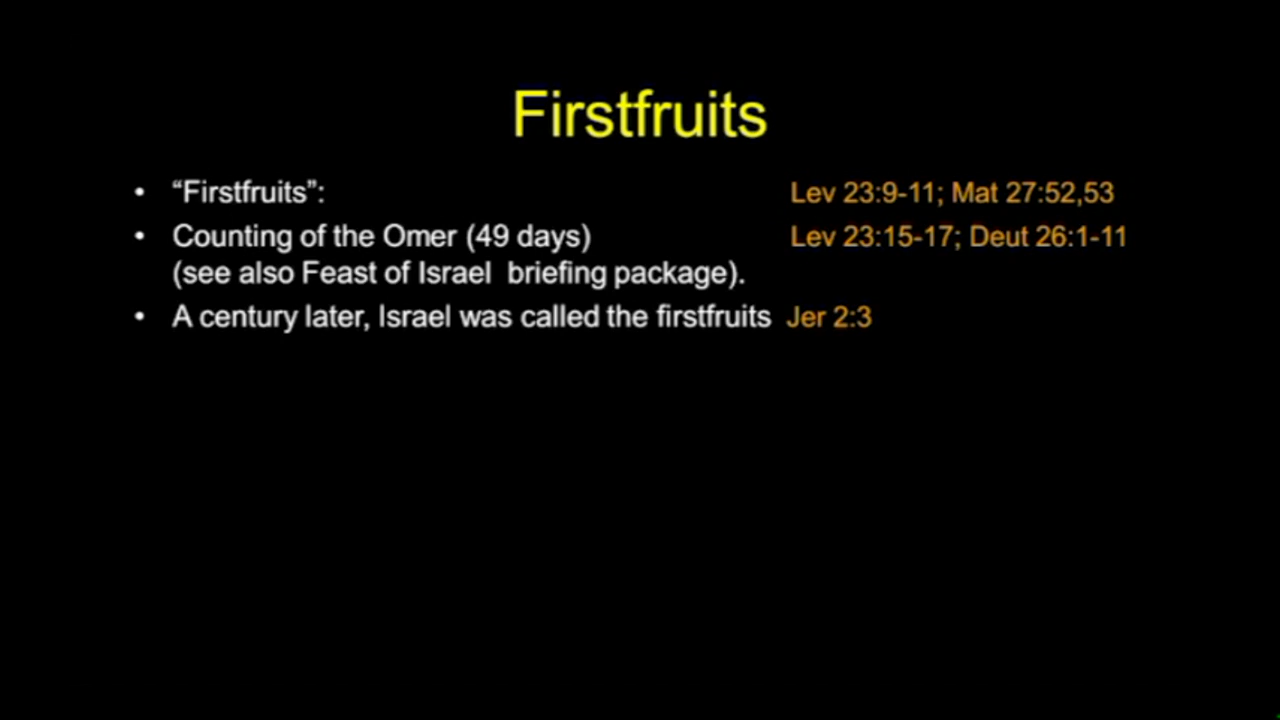 Firstfruits
• “Firstfruits”: Lev 23:9-11; Mat 27:52,53
• Counting of the Omer (49 days) Lev 23:15-17; Deut 26:1-11
(see also Feast of Israel briefing package).
• A century later, Israel was called the firstfruits Jer 2:3